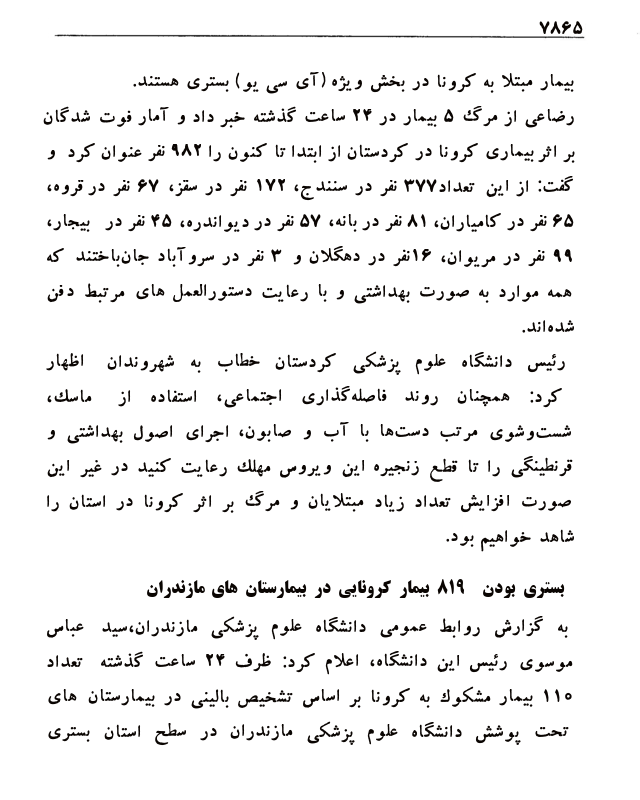 ۷۸۶۵
بیمار مبتلا به کرونا در بخش ویژه (آی سی یو) بستری هستند.
رضاعی از مرگ ۵ بیمار در ۲۴ ساعت گذشته خبر داد و آمار فوت شدگان
بر اثر بیماری کرونا در کردستان از ابتدا تا کنون را ۹۸۲ نفر عنوان کرد و
گفت: از این تعداد۳۷۷ نفر در سنندج، ۱۷۲ نفر در سقز، ۶۷ نفر در قروه،
۶۵ نفر در کامیاران، ۸۱ نفر در بانه، ۵۷ نفر در دیواندره، ۴۵ نفر در بیجار،
۹۹ نفر در مریوان، ۱۶نفر در دهگلان و ۳ نفر در سروآباد جان‌باختند که
همه موارد به صورت بهداشتی و با رعایت دستورالعمل های مرتبط دفن
شده‌اند.
رئیس دانشگاه علوم پزشکی کردستان خطاب به شهروندان اظهار
کرد: همچنان روند فاصله‌گذاری اجتماعی، استفاده از ماسک،
شست‌وشوی مرتب دست‌ها با آب و صابون، اجرای اصول بهداشتی و
قرنطینگی را تا قطع زنجیره این ویروس مهلک رعایت کنید در غیر این
صورت افزایش تعداد زیاد مبتلایان و مرگ بر اثر کرونا در استان را
شاهد خواهیم بود.
بستری بودن ۸۱۹ بیمار کرونایی در بیمارستان های مازندران
به گزارش روابط عمومی دانشگاه علوم پزشکی مازندران،سید عباس
موسوی رئیس این دانشگاه، اعلام کرد: ظرف ۲۴ ساعت گذشته تعداد
۱۱۰ بیمار مشکوک به کرونا بر اساس تشخیص بالینی در بیمارستان های
تحت پوشش دانشگاه علوم پزشکی مازندران در سطح استان بستری